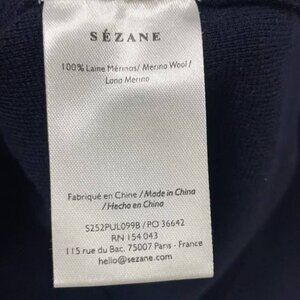 SÉZANE
100% Laine Mérinos/ Merino Wool/
Lana Merino
Fabriqué en Chine / Made in China
/ Hecho en China
S252PUL099B / PO 36642
RN 154 043
115 rue du Bac. 75007 Paris - France
hello@sezane.com